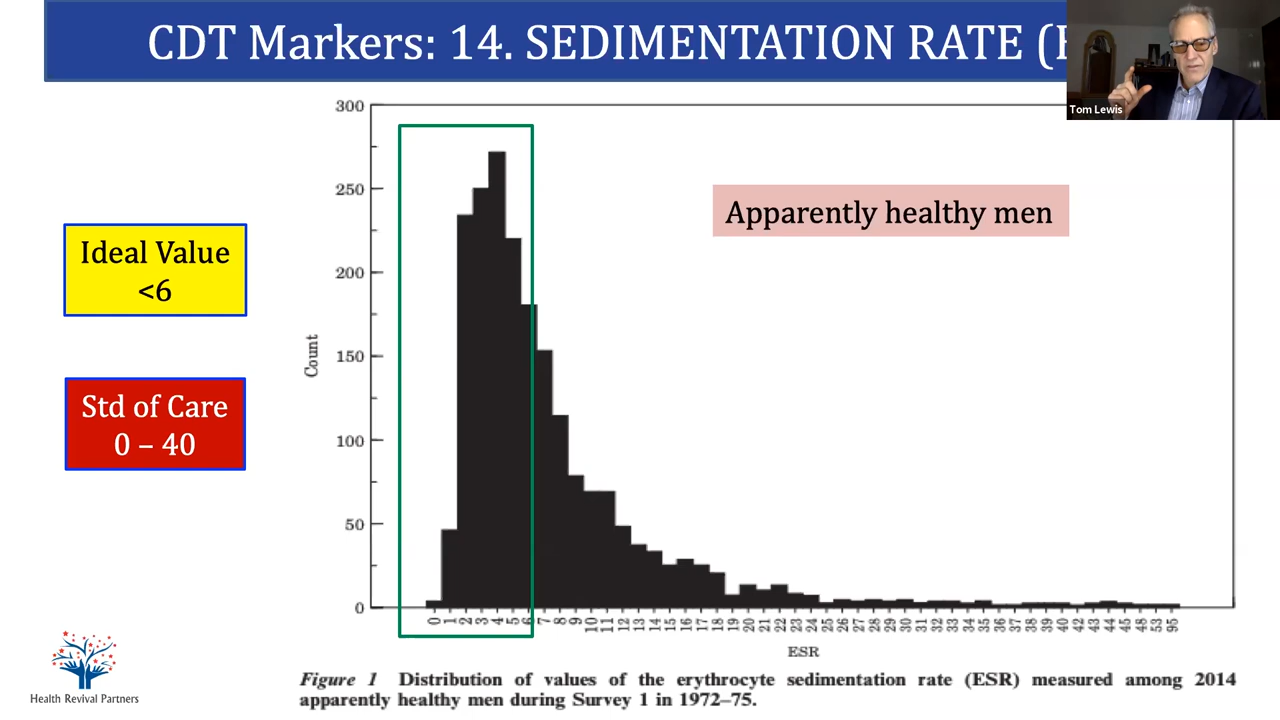 CDT Markers: 14. SEDIMENTATION RATE (
Tom Lewis
Ideal Value
<6
Std of Care
0 – 40
Apparently healthy men
300
250
200
150
100
50
0
Count
0 1 2 3 4 5 6 7 8 9 10 11 12 13 14 15 16 17 18 19 20 21 22 23 24 25 26 27 28 29 30 31 32 33 34 35 36 37 38 39 40 41 42 43 44 45 48 53 95
ESR
Figure 1 Distribution of values of the erythrocyte sedimentation rate (ESR) measured among 2014
apparently healthy men during Survey 1 in 1972–75.
Health Revival Partners